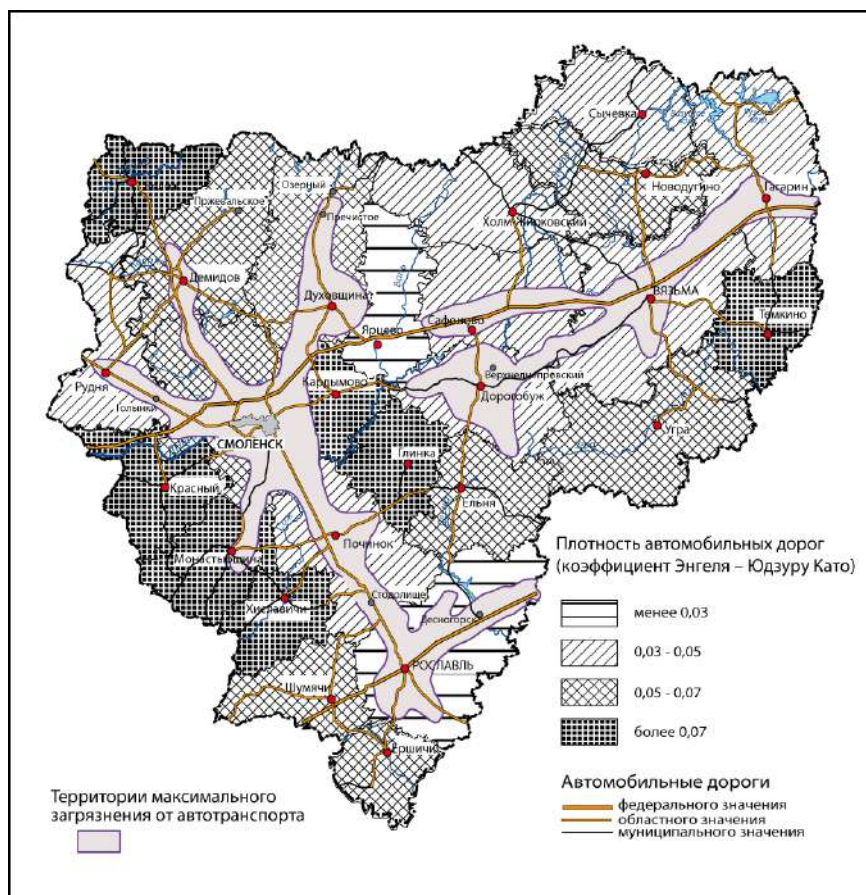 Сычевка
Новодугино
Гагарин
Озерный
Пржевальское
Пречистое
Холм-Жирковский
Демидов
Духовщина
ВЯЗЬМА
Сафоново
Ярцево
Темкино
Верхнеднепровский
Рудня
Кардымово
Дорогобуж
Голынки
Угра
СМОЛЕНСК
Глинка
Красный
Ельня
Починок
Монастырщина
Стодолище
Хиславичи
Десногорск
РОСЛАВЛЬ
Шумячи
Ершичи
Плотность автомобильных дорог
(коэффициент Энгеля – Юдзуру Като)
менее 0,03
0,03 - 0,05
0,05 - 0,07
более 0,07
Автомобильные дороги
федерального значения
областного значения
муниципального значения
Территории максимального
загрязнения от автотранспорта